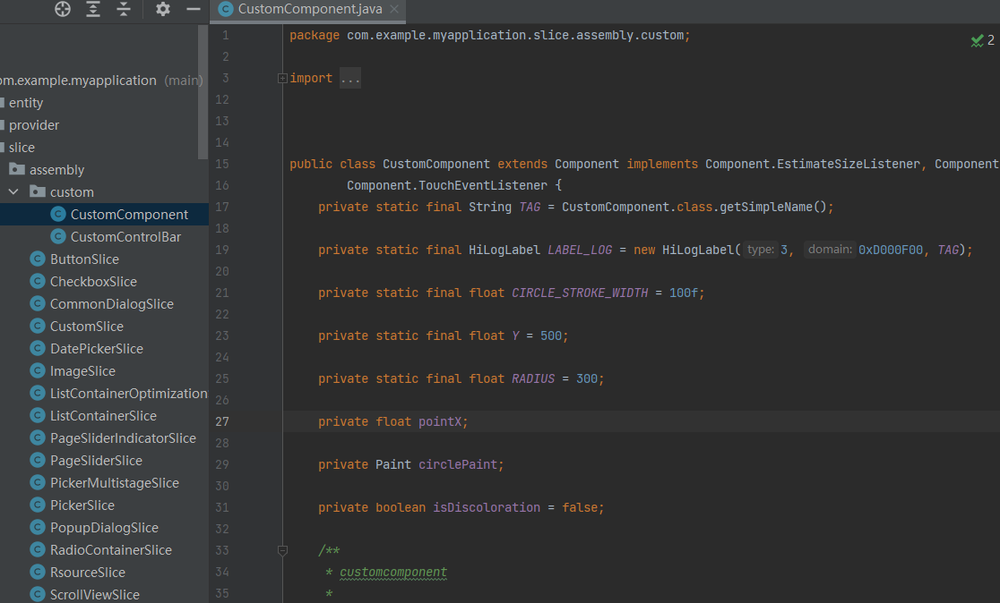 CustomComponent.java
om.example.myapplication (main)
entity
provider
slice
assembly
custom
CustomComponent
CustomControlBar
ButtonSlice
CheckboxSlice
CommonDialogSlice
CustomSlice
DatePickerSlice
ImageSlice
ListContainerOptimization
ListContainerSlice
PageSliderIndicatorSlice
PageSliderSlice
PickerMultistageSlice
PickerSlice
PopupDialogSlice
RadioContainerSlice
RsourceSlice
ScrollViewSlice
2
1 package com.example.myapplication.slice.assembly.custom;
2
3 import ...
12
13
14
15 public class CustomComponent extends Component implements Component.EstimateSizeListener, Component
16 Component.TouchEventListener {
17 private static final String TAG = CustomComponent.class.getSimpleName();
18
19 private static final HiLogLabel LABEL_LOG = new HiLogLabel( type: 3, domain: 0xD000F00, TAG);
20
21 private static final float CIRCLE_STROKE_WIDTH = 100f;
22
23 private static final float Y = 500;
24
25 private static final float RADIUS = 300;
26
27 private float pointX;
28
29 private Paint circlePaint;
30
31 private boolean isDiscoloration = false;
32
33 /**
34 * customcomponent
35 *